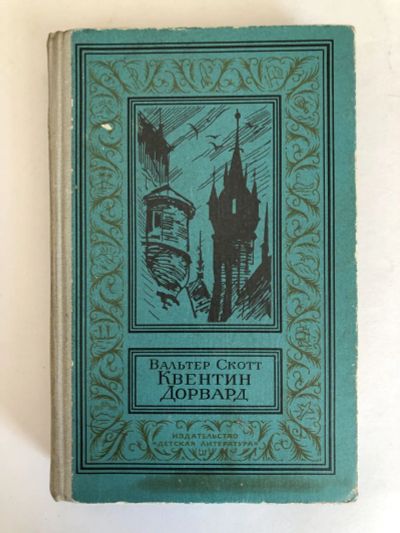 Вальтер Скотт
Квентин
Дорвард
ИЗДАТЕЛЬСТВО
«ДЕТСКАЯ ЛИТЕРАТУРА»